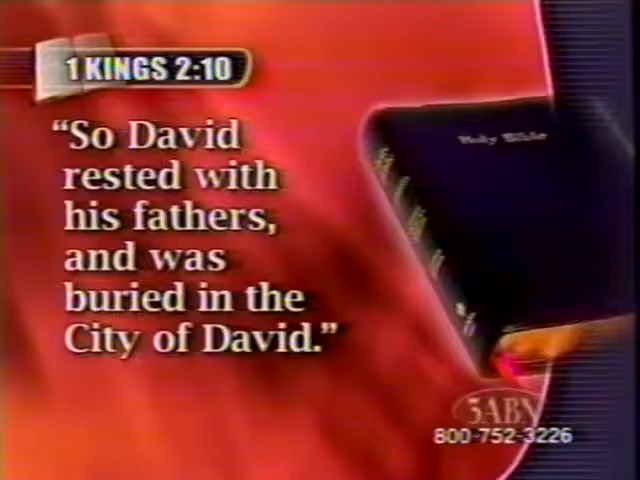 1 KINGS 2:10
“So David
rested with
his fathers,
and was
buried in the
City of David.”
Holy Bible
3ABN
800-752-3226